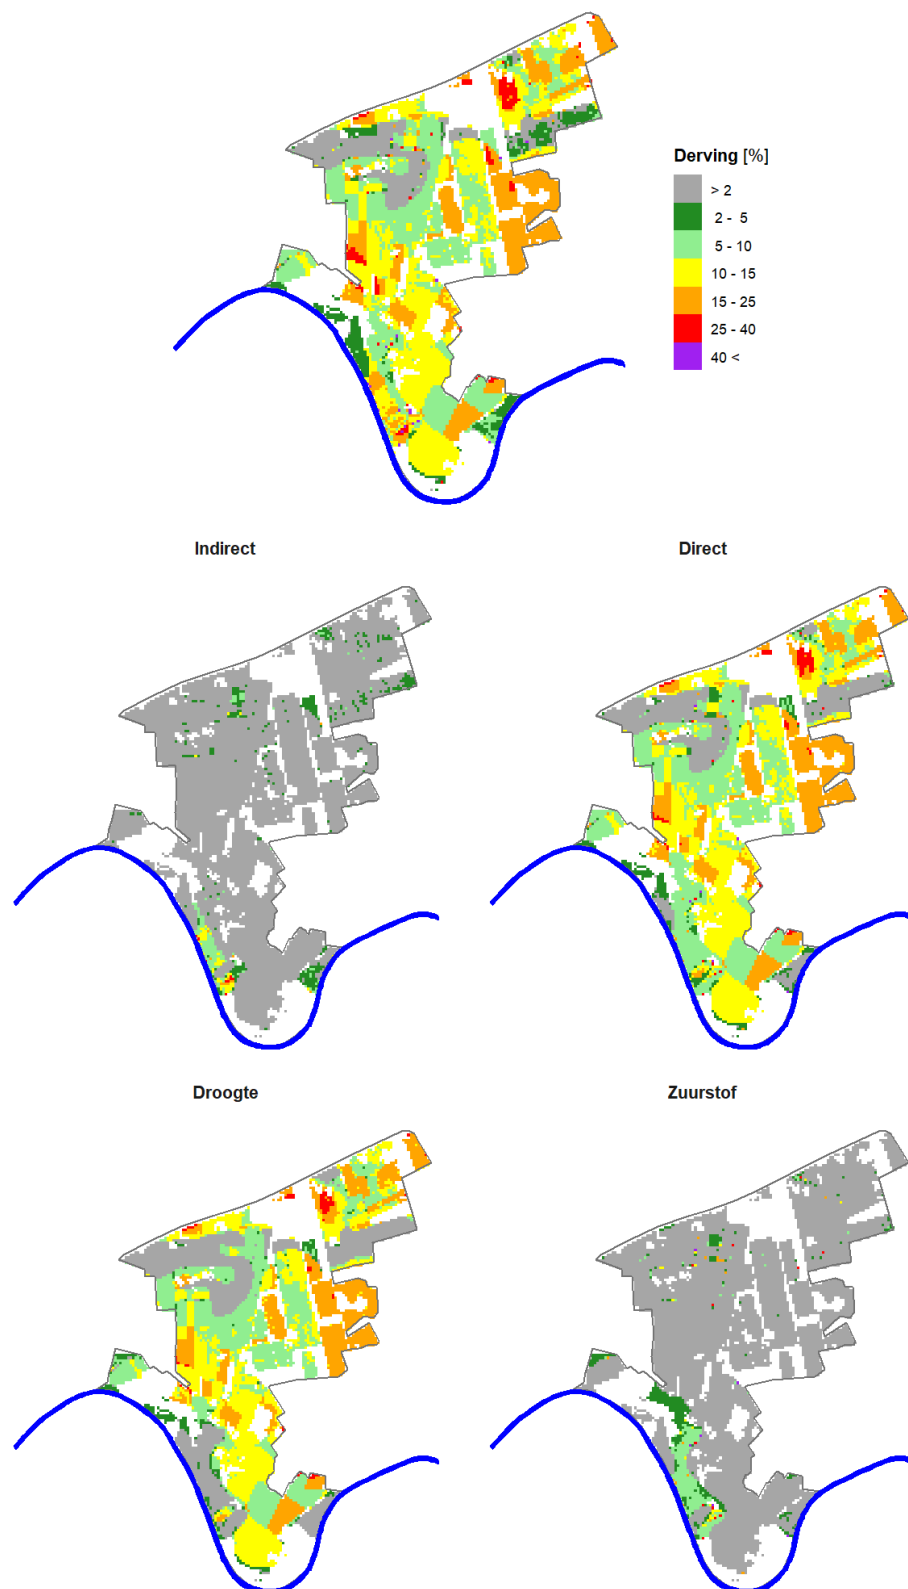 Derving [%]
> 2
2 - 5
5 - 10
10 - 15
15 - 25
25 - 40
40 <
Indirect
Direct
Droogte
Zuurstof